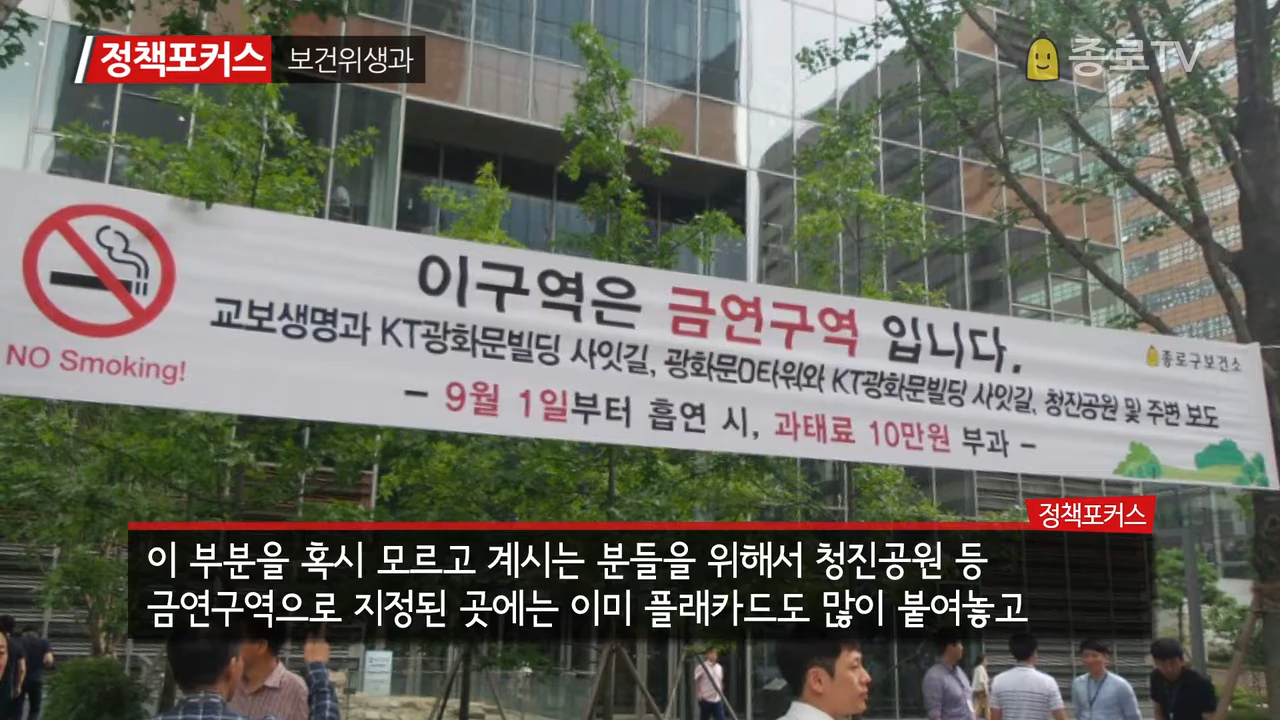 정책포커스 보건위생과
종로TV
이구역은 금연구역 입니다.
교보생명과 KT광화문빌딩 사잇길, 광화문D타워와 KT광화문빌딩 사잇길, 청진공원 및 주변 보도
- 9월 1일부터 흡연 시, 과태료 10만원 부과 -
NO Smoking!
종로구보건소
정책포커스
이 부분을 혹시 모르고 계시는 분들을 위해서 청진공원 등
금연구역으로 지정된 곳에는 이미 플래카드도 많이 붙여놓고